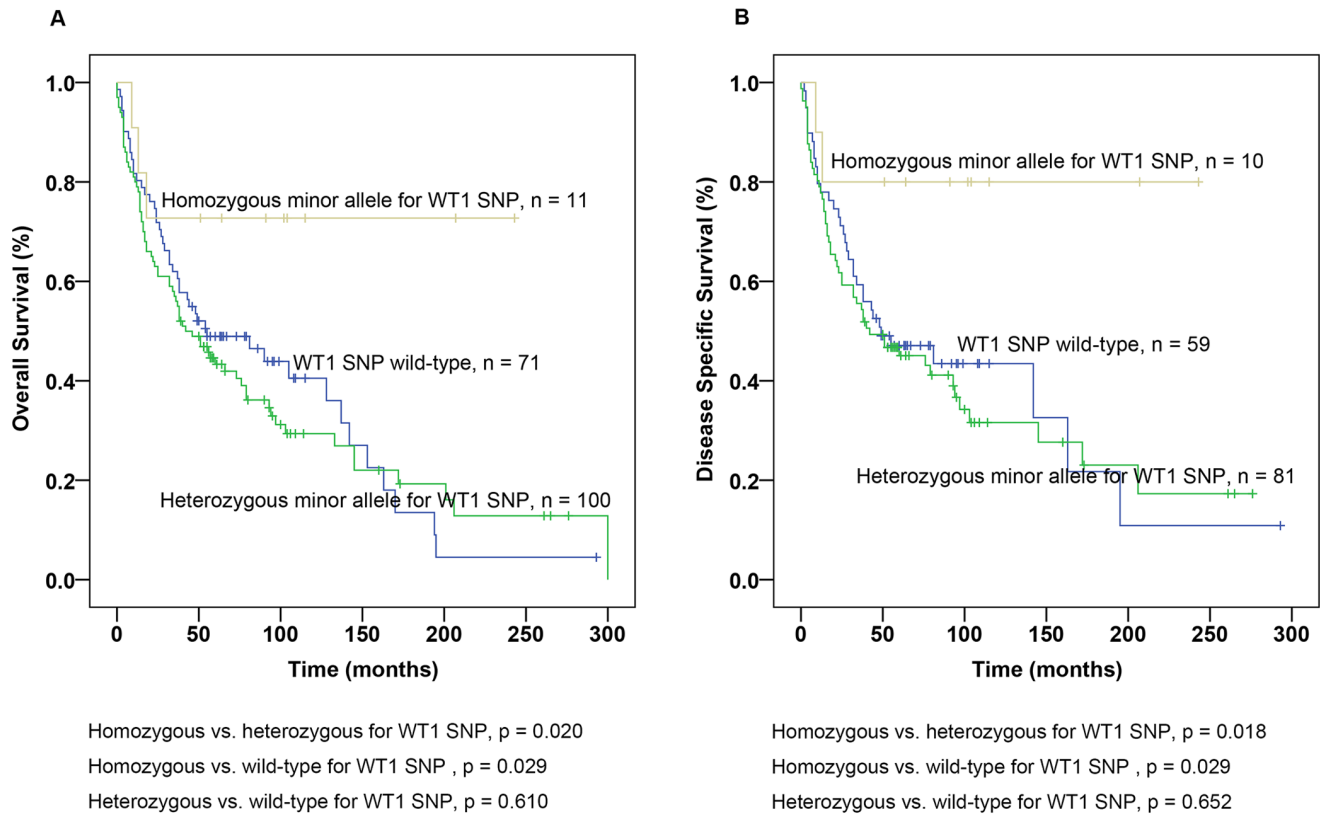 A
Overall Survival (%)
1.0
0.8
0.6
0.4
0.2
0.0
Homozygous minor allele for WT1 SNP, n = 11
WT1 SNP wild-type, n = 71
Heterozygous minor allele for WT1 SNP, n = 100
0 50 100 150 200 250 300
Time (months)
Homozygous vs. heterozygous for WT1 SNP, p = 0.020
Homozygous vs. wild-type for WT1 SNP , p = 0.029
Heterozygous vs. wild-type for WT1 SNP, p = 0.610
B
Disease Specific Survival (%)
1.0
0.8
0.6
0.4
0.2
0.0
Homozygous minor allele for WT1 SNP, n = 10
WT1 SNP wild-type, n = 59
Heterozygous minor allele for WT1 SNP, n = 81
0 50 100 150 200 250 300
Time (months)
Homozygous vs. heterozygous for WT1 SNP, p = 0.018
Homozygous vs. wild-type for WT1 SNP , p = 0.029
Heterozygous vs. wild-type for WT1 SNP, p = 0.652